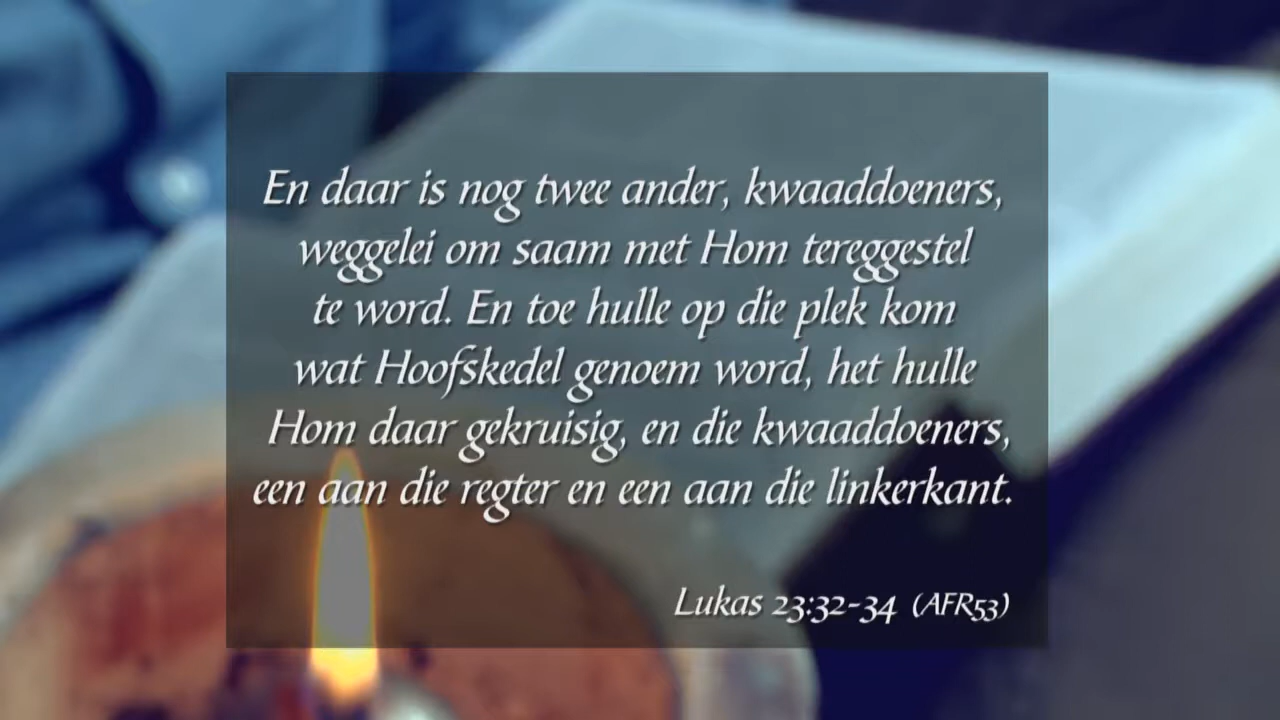 En daar is nog twee ander, kwaaddoeners,
weggelei om saam met Hom tereggestel
te word. En toe hulle op die plek kom
wat Hoofskedel genoem word, het hulle
Hom daar gekruisig, en die kwaaddoeners,
een aan die regter en een aan die linkerkant.
Lukas 23:32-34 (AFR53)